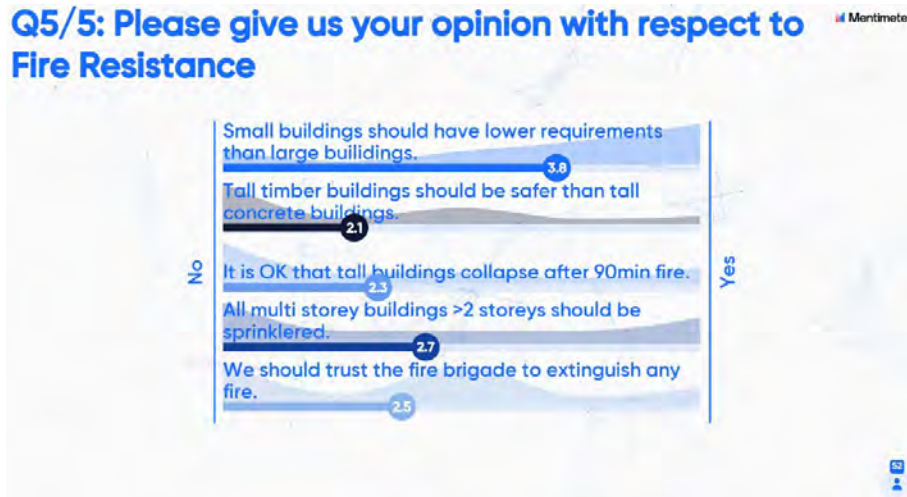 Q5/5: Please give us your opinion with respect to
Fire Resistance
Mentimete
Small buildings should have lower requirements
than large builidings.
3.8
Tall timber buildings should be safer than tall
concrete buildings.
2.1
It is OK that tall buildings collapse after 90min fire.
2.3
All multi storey buildings >2 storeys should be
sprinklered.
2.7
We should trust the fire brigade to extinguish any
fire.
2.5
No
Yes
52